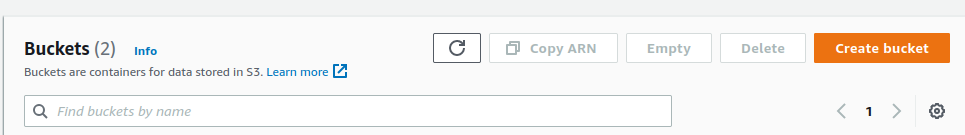 Buckets (2) Info
Copy ARN Empty Delete Create bucket
Buckets are containers for data stored in S3. Learn more
Find buckets by name
1